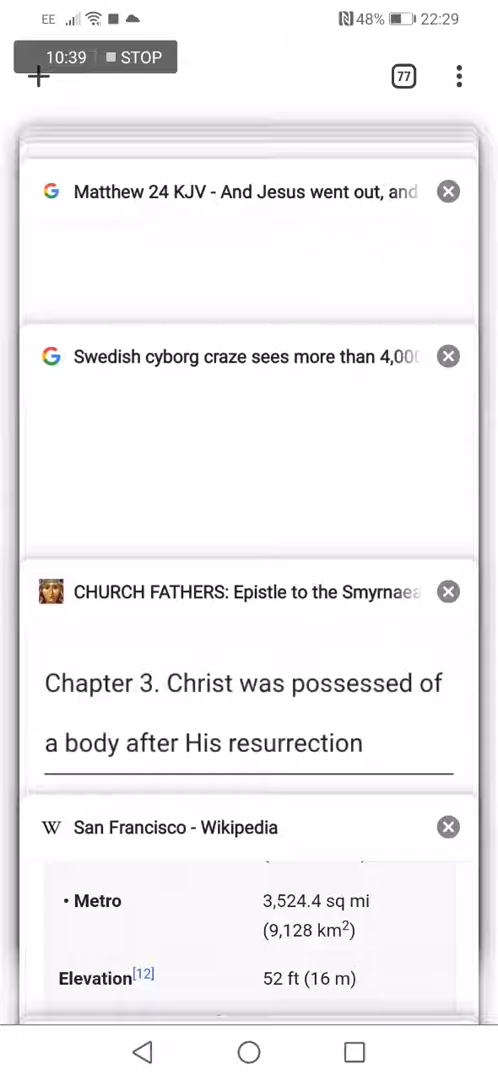 EE 48% 22:29
10:39 STOP
77
Matthew 24 KJV - And Jesus went out, and
Swedish cyborg craze sees more than 4,000
CHURCH FATHERS: Epistle to the Smyrnaea
Chapter 3. Christ was possessed of
a body after His resurrection
W San Francisco - Wikipedia
• Metro 3,524.4 sq mi
(9,128 km²)
Elevation[12] 52 ft (16 m)